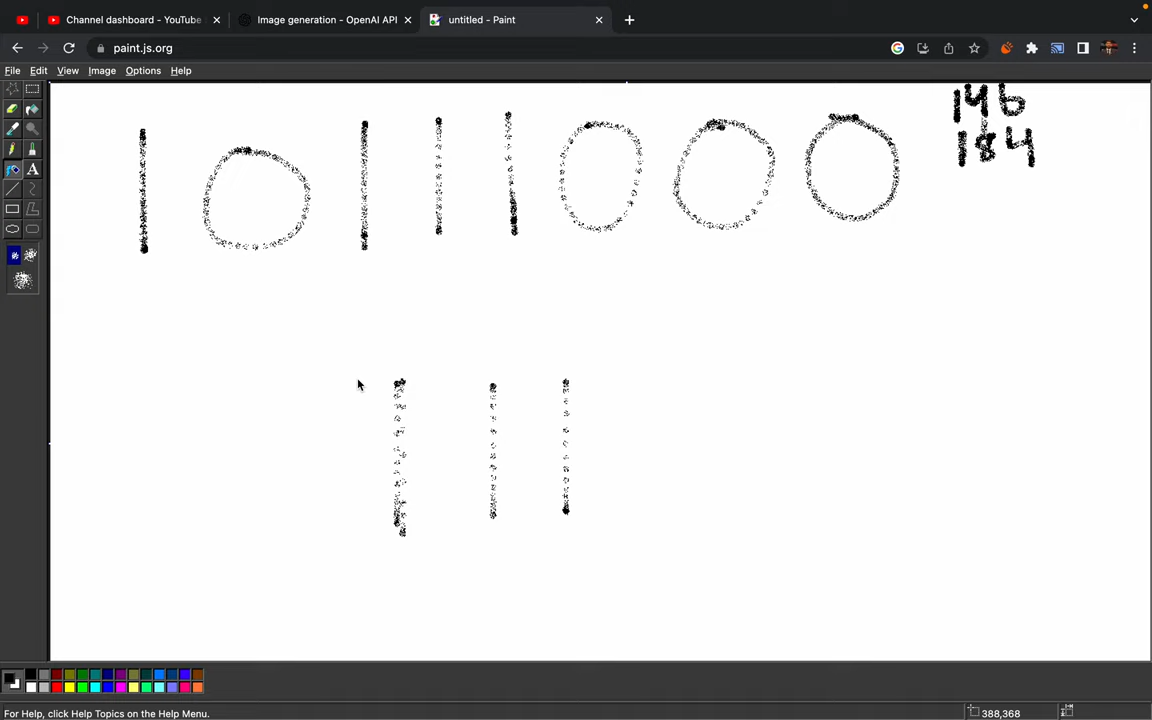 Channel dashboard - YouTube
Image generation - OpenAI API
untitled - Paint
paint.js.org
File Edit View Image Options Help
146
184
10111000
111
A
For Help, click Help Topics on the Help Menu.
388,368